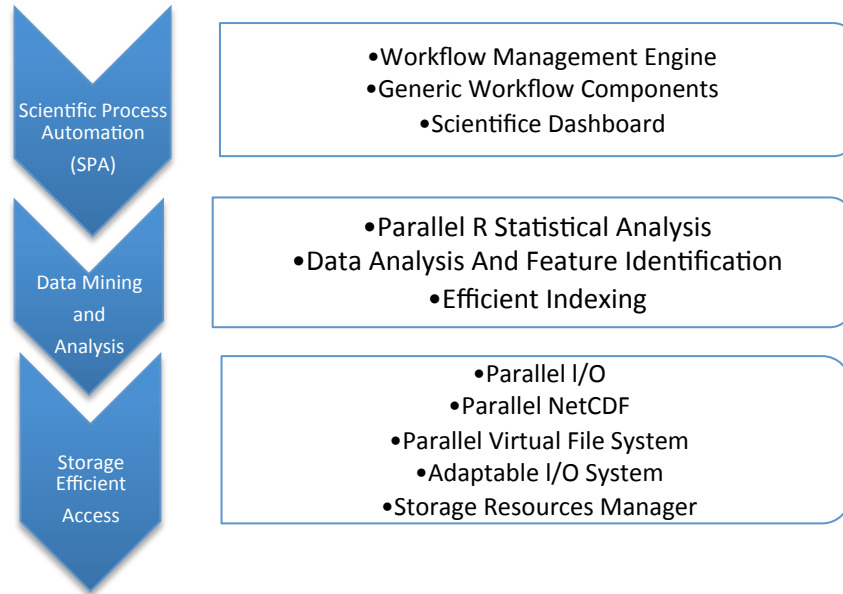 Scientific Process
Automation
(SPA)
•Workflow Management Engine
•Generic Workflow Components
•Scientifice Dashboard
Data Mining
and
Analysis
•Parallel R Statistical Analysis
•Data Analysis And Feature Identification
•Efficient Indexing
Storage
Efficient
Access
•Parallel I/O
•Parallel NetCDF
•Parallel Virtual File System
•Adaptable I/O System
•Storage Resources Manager